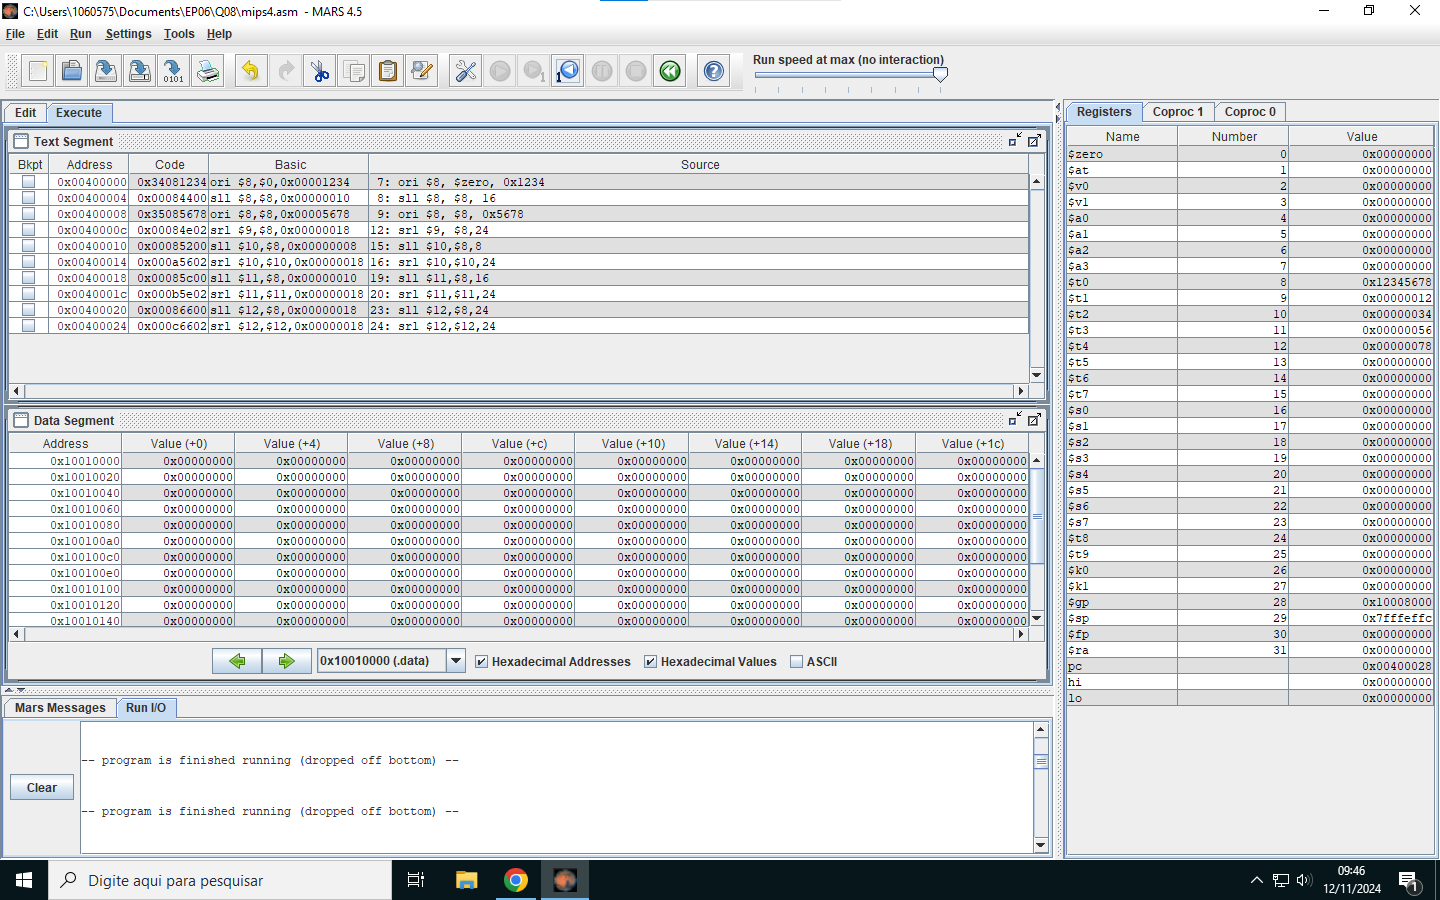 C:\Users\1060575\Documents\EP06\Q08\mips4.asm - MARS 4.5
File Edit Run Settings Tools Help
Run speed at max (no interaction)
Edit Execute
Text Segment
Bkpt Address Code Basic Source
0x00400000 0x34081234 ori $8,$0,0x00001234 7: ori $8, $zero, 0x1234
0x00400004 0x00084400 sll $8,$8,0x00000010 8: sll $8, $8, 16
0x00400008 0x35085678 ori $8,$8,0x00005678 9: ori $8, $8, 0x5678
0x0040000c 0x00084e02 srl $9,$8,0x00000018 12: srl $9, $8,24
0x00400010 0x00085200 sll $10,$8,0x00000008 15: sll $10,$8,8
0x00400014 0x000a5602 srl $10,$10,0x00000018 16: srl $10,$10,24
0x00400018 0x00085c00 sll $11,$8,0x00000010 19: sll $11,$8,16
0x0040001c 0x000b5e02 srl $11,$11,0x00000018 20: srl $11,$11,24
0x00400020 0x00086600 sll $12,$8,0x00000018 23: sll $12,$8,24
0x00400024 0x000c6602 srl $12,$12,0x00000018 24: srl $12,$12,24
Data Segment
Address Value (+0) Value (+4) Value (+8) Value (+c) Value (+10) Value (+14) Value (+18) Value (+1c)
0x10010000 0x00000000 0x00000000 0x00000000 0x00000000 0x00000000 0x00000000 0x00000000 0x00000000
0x10010020 0x00000000 0x00000000 0x00000000 0x00000000 0x00000000 0x00000000 0x00000000 0x00000000
0x10010040 0x00000000 0x00000000 0x00000000 0x00000000 0x00000000 0x00000000 0x00000000 0x00000000
0x10010060 0x00000000 0x00000000 0x00000000 0x00000000 0x00000000 0x00000000 0x00000000 0x00000000
0x10010080 0x00000000 0x00000000 0x00000000 0x00000000 0x00000000 0x00000000 0x00000000 0x00000000
0x100100a0 0x00000000 0x00000000 0x00000000 0x00000000 0x00000000 0x00000000 0x00000000 0x00000000
0x100100c0 0x00000000 0x00000000 0x00000000 0x00000000 0x00000000 0x00000000 0x00000000 0x00000000
0x100100e0 0x00000000 0x00000000 0x00000000 0x00000000 0x00000000 0x00000000 0x00000000 0x00000000
0x10010100 0x00000000 0x00000000 0x00000000 0x00000000 0x00000000 0x00000000 0x00000000 0x00000000
0x10010120 0x00000000 0x00000000 0x00000000 0x00000000 0x00000000 0x00000000 0x00000000 0x00000000
0x10010140 0x00000000 0x00000000 0x00000000 0x00000000 0x00000000 0x00000000 0x00000000 0x00000000
0x10010000 (.data) Hexadecimal Addresses Hexadecimal Values ASCII
Mars Messages Run I/O
-- program is finished running (dropped off bottom) --
Clear
-- program is finished running (dropped off bottom) --
Registers Coproc 1 Coproc 0
Name Number Value
$zero 0 0x00000000
$at 1 0x00000000
$v0 2 0x00000000
$v1 3 0x00000000
$a0 4 0x00000000
$a1 5 0x00000000
$a2 6 0x00000000
$a3 7 0x00000000
$t0 8 0x12345678
$t1 9 0x00000012
$t2 10 0x00000034
$t3 11 0x00000056
$t4 12 0x00000078
$t5 13 0x00000000
$t6 14 0x00000000
$t7 15 0x00000000
$s0 16 0x00000000
$s1 17 0x00000000
$s2 18 0x00000000
$s3 19 0x00000000
$s4 20 0x00000000
$s5 21 0x00000000
$s6 22 0x00000000
$s7 23 0x00000000
$t8 24 0x00000000
$t9 25 0x00000000
$k0 26 0x00000000
$k1 27 0x00000000
$gp 28 0x10008000
$sp 29 0x7fffeffc
$fp 30 0x00000000
$ra 31 0x00000000
pc 0x00400028
hi 0x00000000
lo 0x00000000
Digite aqui para pesquisar
09:46
12/11/2024
1